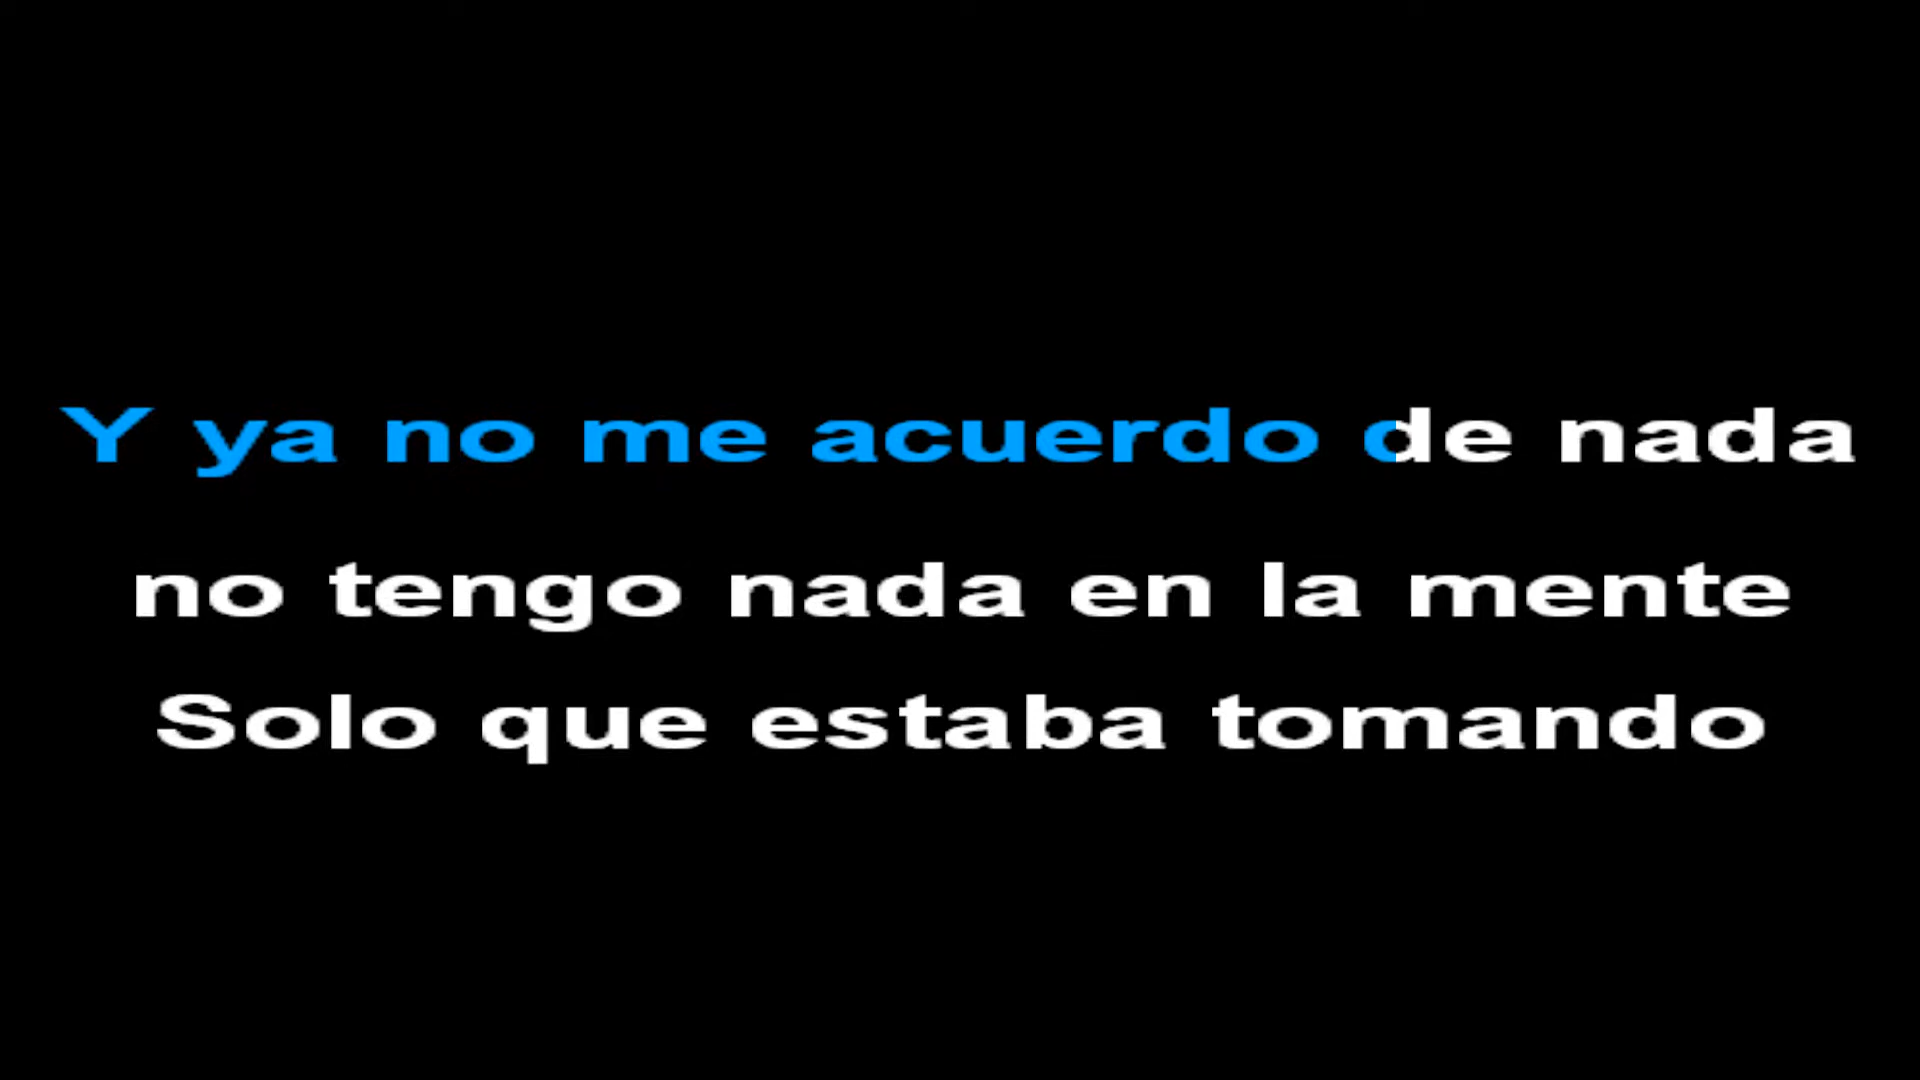 Y ya no me acuerdo de nada
no tengo nada en la mente
Solo que estaba tomando